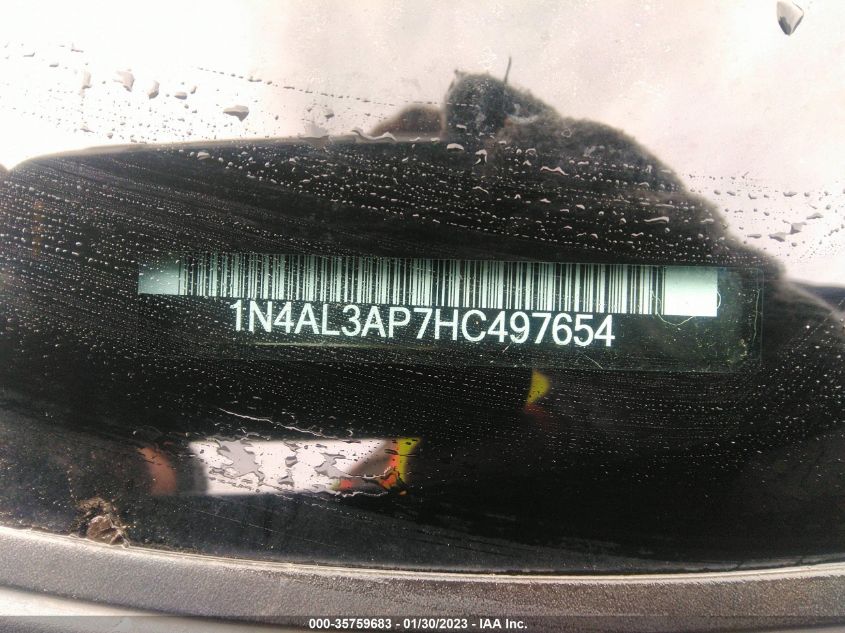 1N4AL3AP7HC497654
000-35759683 - 01/30/2023 - IAA Inc.